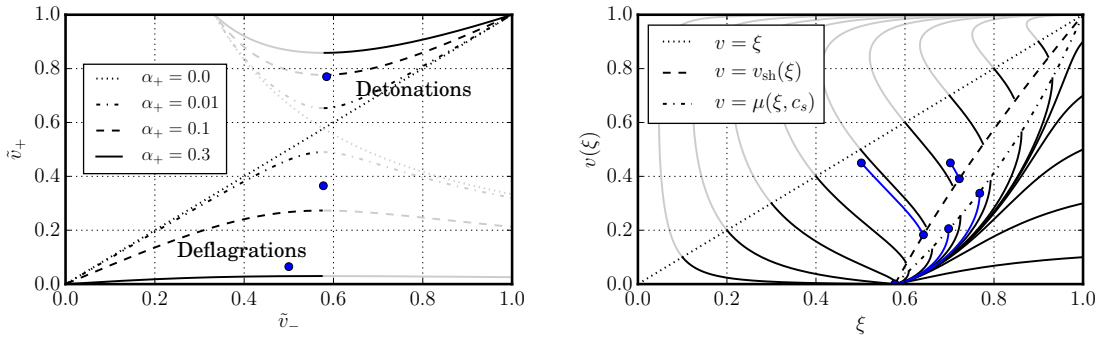 1.0
0.8
0.6
0.4
0.2
0.0
ṽ₊
α₊ = 0.0
α₊ = 0.01
α₊ = 0.1
α₊ = 0.3
Detonations
Deflagrations
0.0 0.2 0.4 0.6 0.8 1.0
ṽ₋
1.0
0.8
0.6
0.4
0.2
0.0
v(ξ)
v = ξ
v = v_sh(ξ)
v = μ(ξ, c_s)
0.0 0.2 0.4 0.6 0.8 1.0
ξ